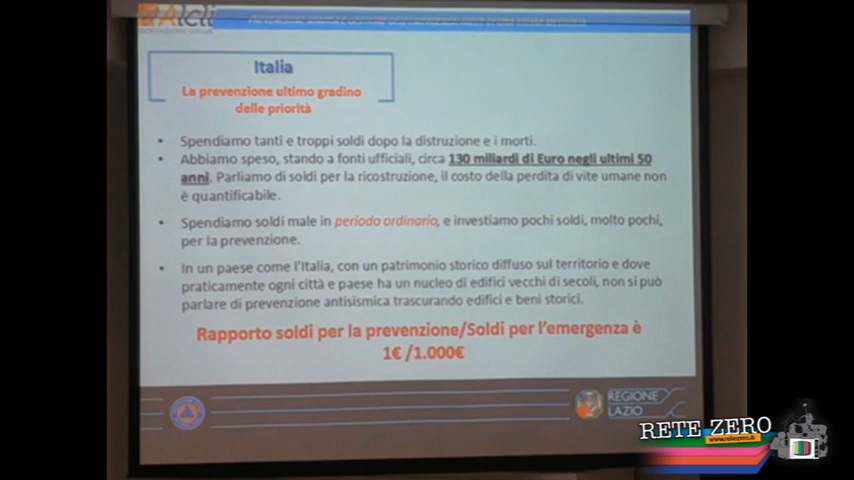 Alcli
Italia
La prevenzione ultimo gradino
delle priorità
• Spendiamo tanti e troppi soldi dopo la distruzione e i morti.
• Abbiamo speso, stando a fonti ufficiali, circa 130 miliardi di Euro negli ultimi 50
anni. Parliamo di soldi per la ricostruzione, il costo della perdita di vite umane non
è quantificabile.
• Spendiamo soldi male in periodo ordinario, e investiamo pochi soldi, molto pochi,
per la prevenzione.
• In un paese come l'Italia, con un patrimonio storico diffuso sul territorio e dove
praticamente ogni città e paese ha un nucleo di edifici vecchi di secoli, non si può
parlare di prevenzione antisismica trascurando edifici e beni storici.
Rapporto soldi per la prevenzione/Soldi per l'emergenza è
1€ /1.000€
REGIONE
LAZIO
RETE ZERO
www.retezero.it